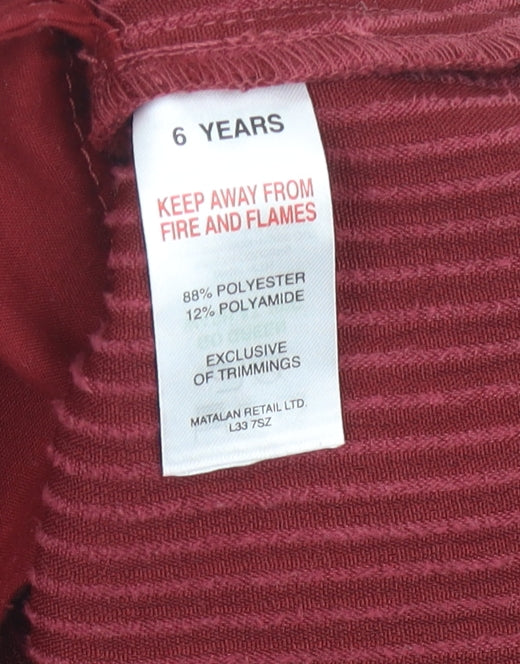 6 YEARS
KEEP AWAY FROM
FIRE AND FLAMES
88% POLYESTER
12% POLYAMIDE
EXCLUSIVE
OF TRIMMINGS
MATALAN RETAIL LTD.
L33 7SZ